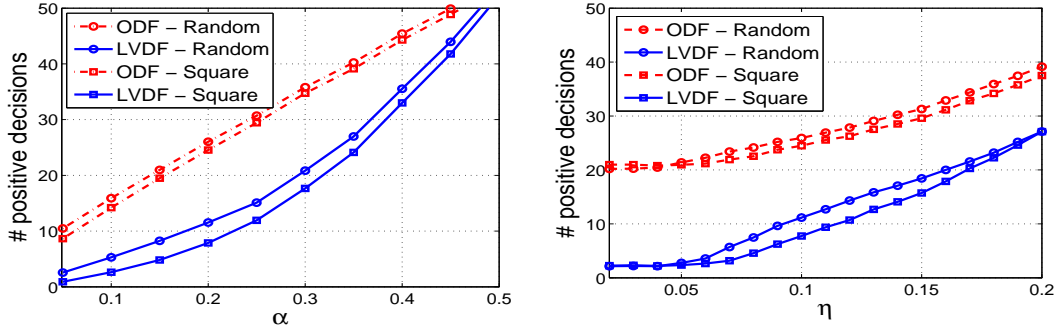 50
40
30
20
10
0
# positive decisions
ODF – Random
LVDF – Random
ODF – Square
LVDF – Square
0.1
0.2
0.3
0.4
0.5
α
50
40
30
20
10
0
# positive decisions
ODF – Random
LVDF – Random
ODF – Square
LVDF – Square
0.05
0.1
0.15
0.2
η